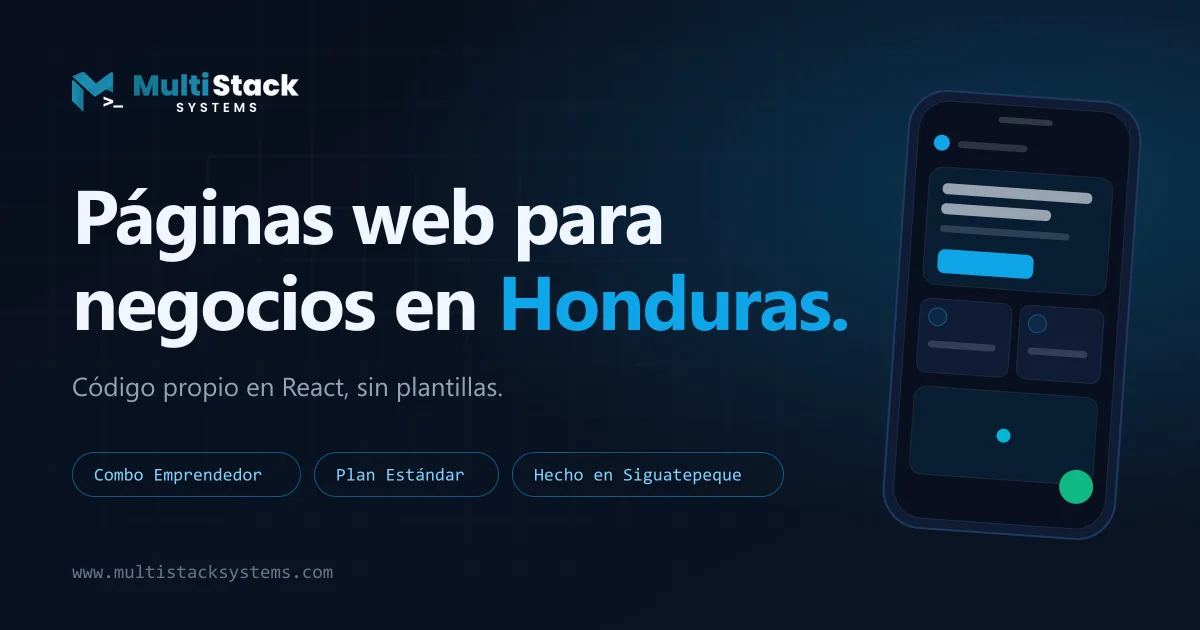 >_
MultiStack
SYSTEMS
Páginas web para
negocios en Honduras.
Código propio en React, sin plantillas.
Combo Emprendedor
Plan Estándar
Hecho en Siguatepeque
www.multistacksystems.com